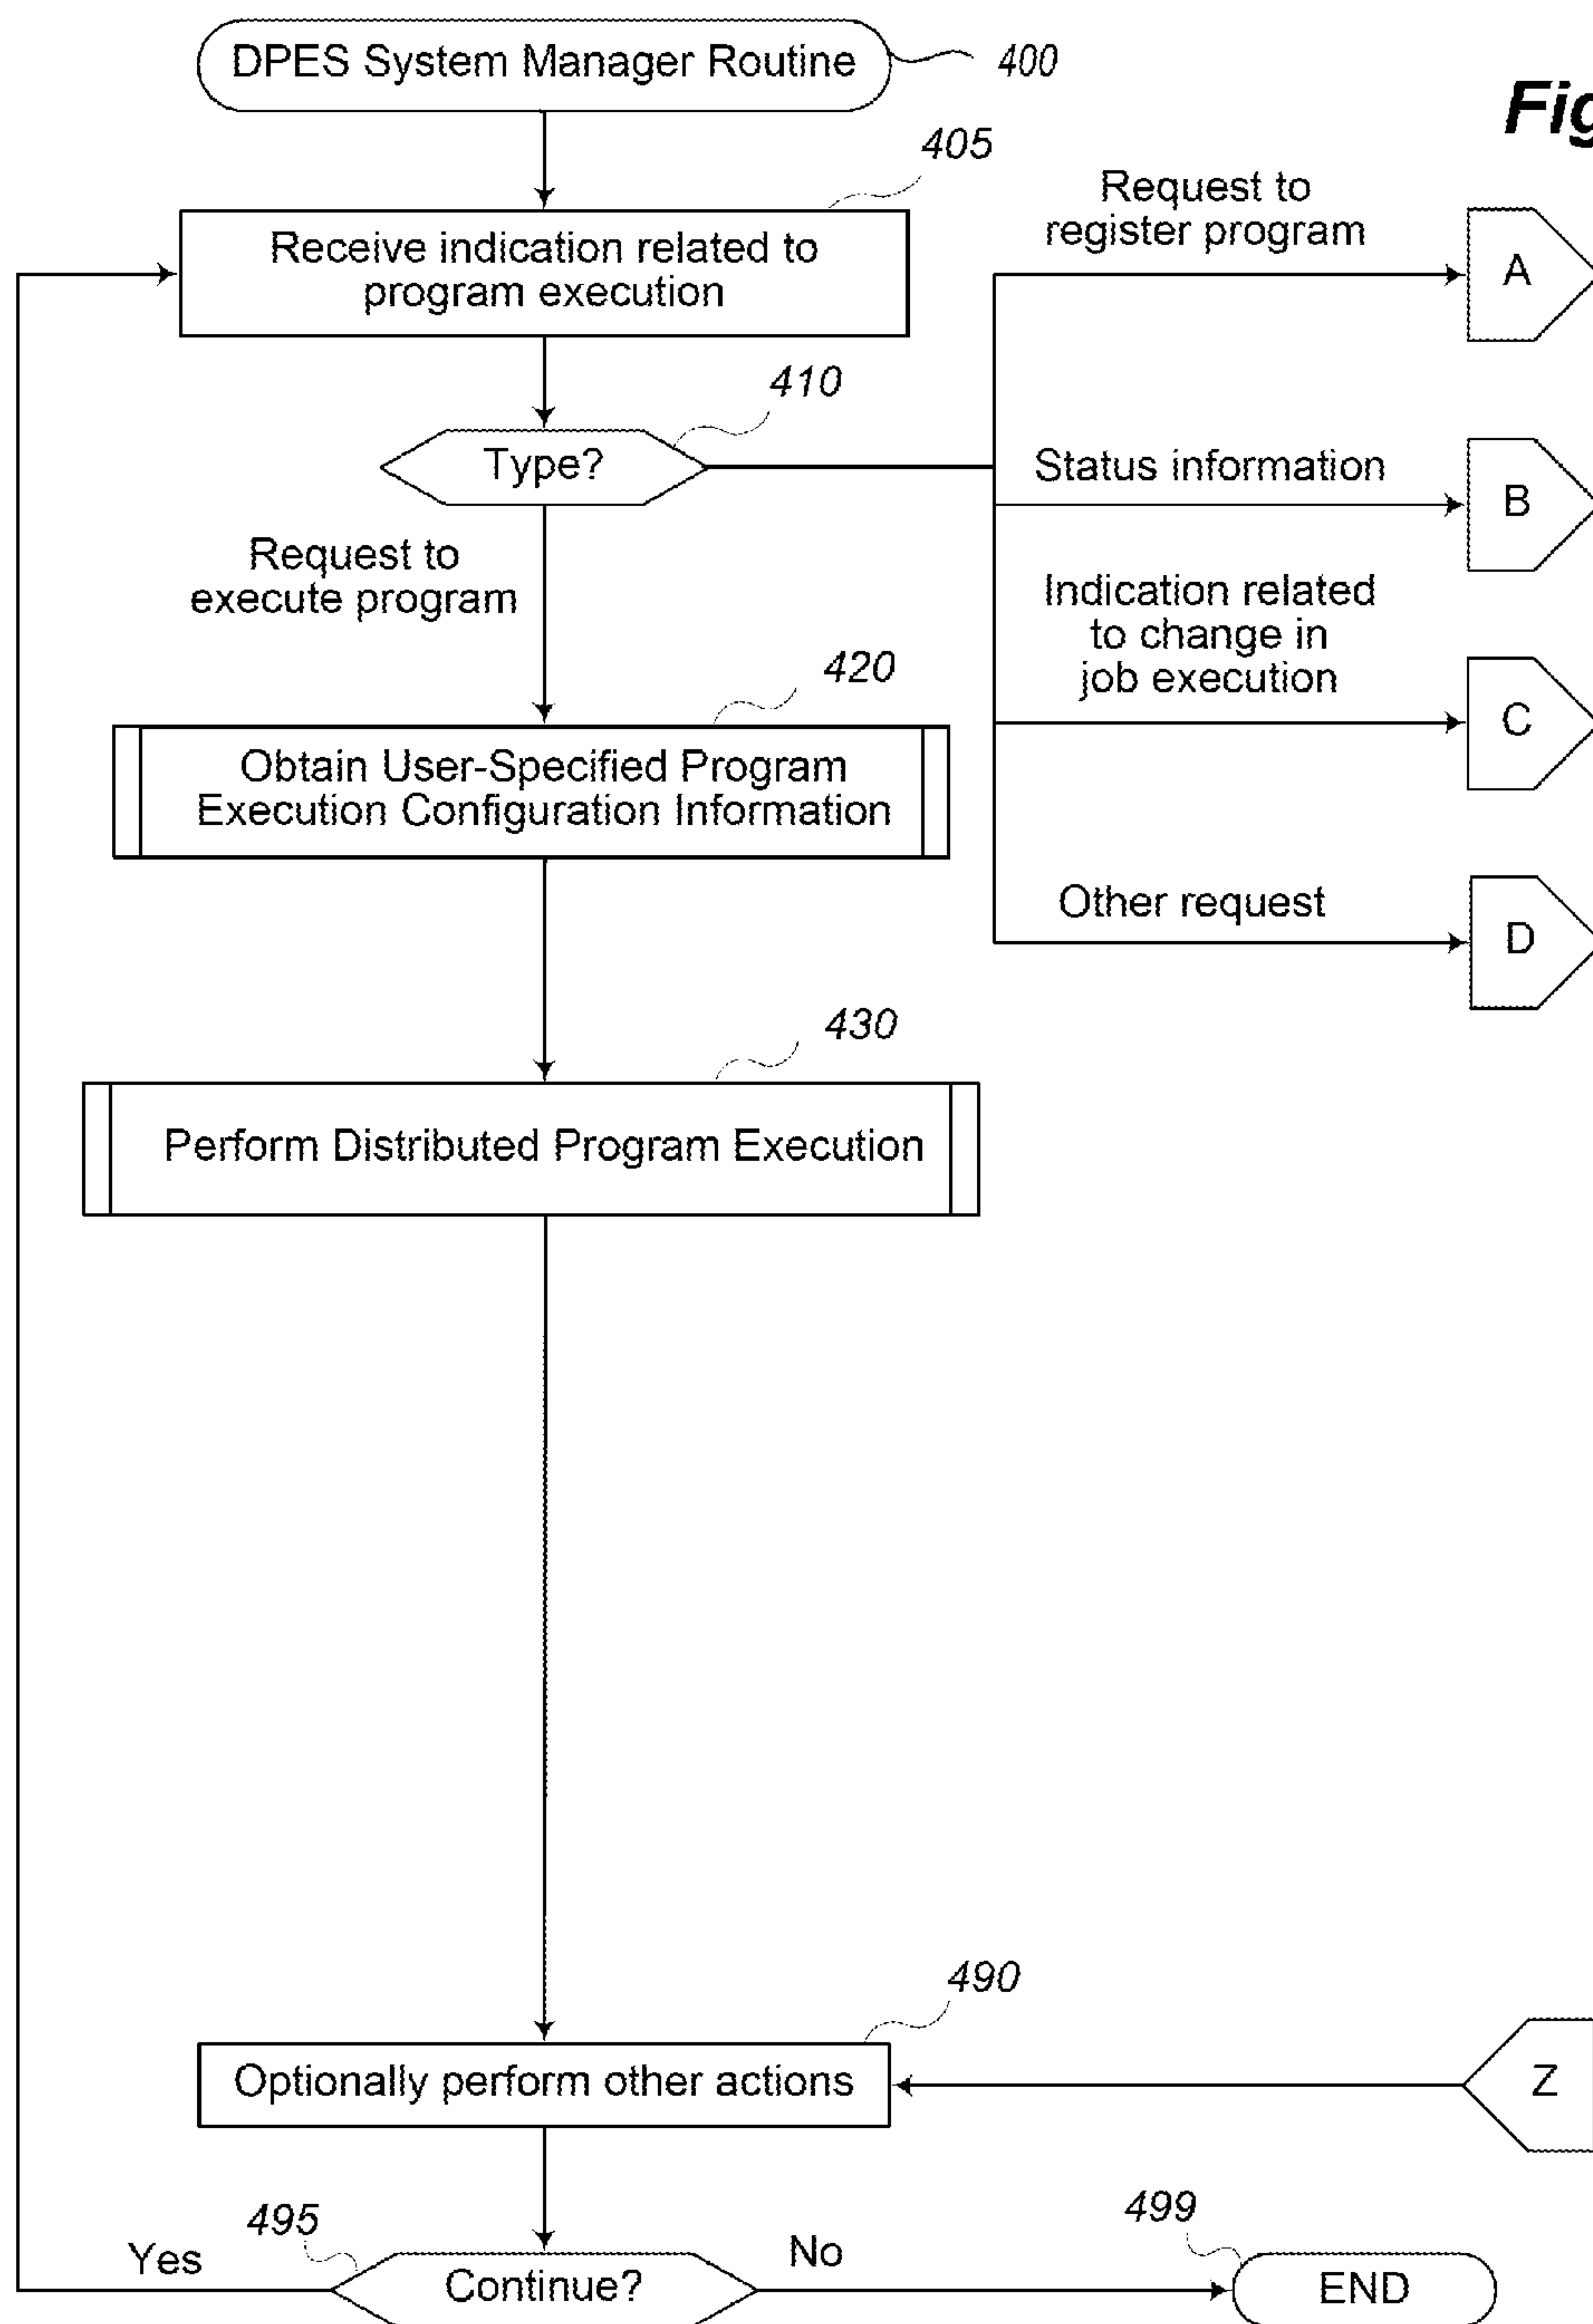 DPES System Manager Routine
400
Fig
405
Receive indication related to
program execution
Request to
register program
A
410
Type?
Status information
B
Request to
execute program
Indication related
to change in
job execution
C
420
Obtain User-Specified Program
Execution Configuration Information
Other request
D
430
Perform Distributed Program Execution
490
Optionally perform other actions
Z
495
Yes
Continue?
No
499
END